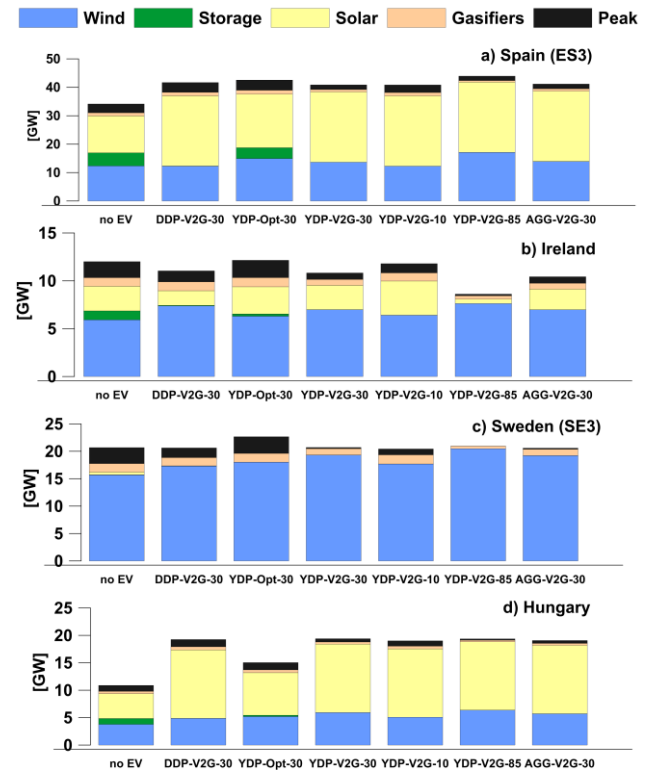 Wind Storage Solar Gasifiers Peak
a) Spain (ES3)
[GW]
50
40
30
20
10
0
no EV DDP-V2G-30 YDP-Opt-30 YDP-V2G-30 YDP-V2G-10 YDP-V2G-85 AGG-V2G-30
b) Ireland
[GW]
15
10
5
0
no EV DDP-V2G-30 YDP-Opt-30 YDP-V2G-30 YDP-V2G-10 YDP-V2G-85 AGG-V2G-30
c) Sweden (SE3)
[GW]
25
20
15
10
5
0
no EV DDP-V2G-30 YDP-Opt-30 YDP-V2G-30 YDP-V2G-10 YDP-V2G-85 AGG-V2G-30
d) Hungary
[GW]
25
20
15
10
5
0
no EV DDP-V2G-30 YDP-Opt-30 YDP-V2G-30 YDP-V2G-10 YDP-V2G-85 AGG-V2G-30